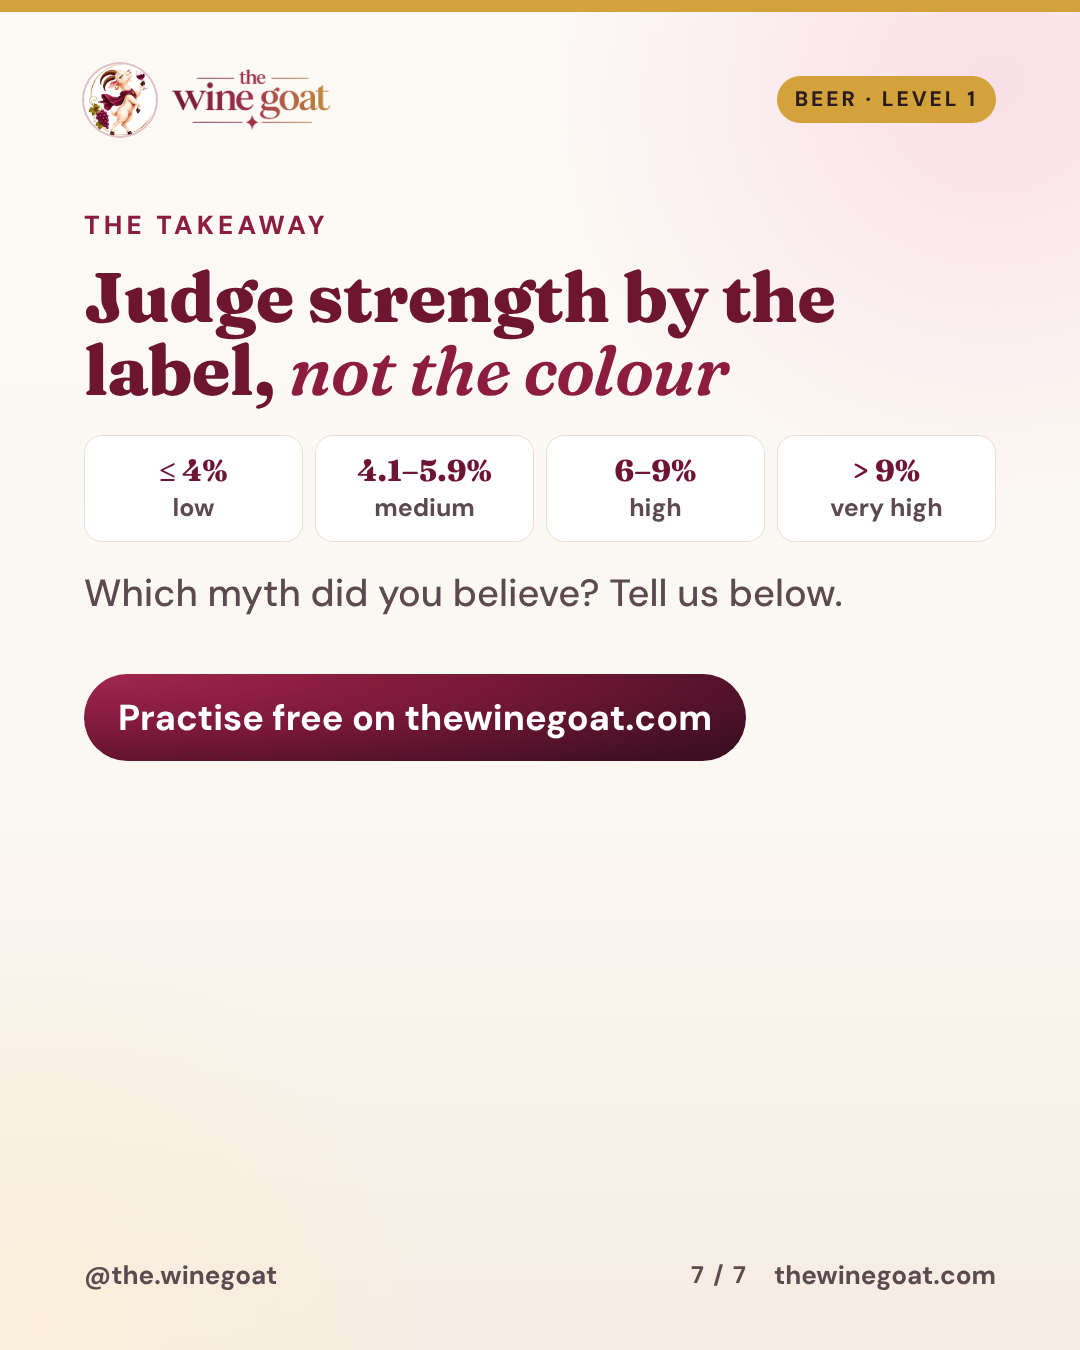 the
wine goat
BEER · LEVEL 1
THE TAKEAWAY
Judge strength by the
label, not the colour
≤ 4%
low
4.1–5.9%
medium
6–9%
high
> 9%
very high
Which myth did you believe? Tell us below.
Practise free on thewinegoat.com
@the.winegoat
7 / 7
thewinegoat.com